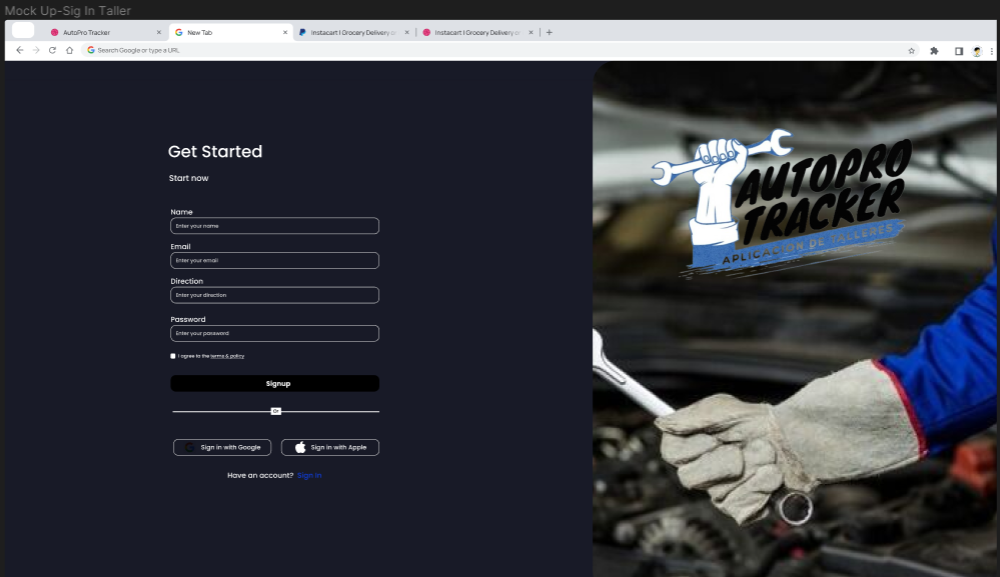 Mock Up-Sig In Taller
AutoPro Tracker
New Tab
Instacart | Grocery Delivery o
Instacart | Grocery Delivery o
Search Google or type a URL
Get Started
Start now
Name
Enter your name
Email
Enter your email
Direction
Enter your direction
Password
Enter your password
I agree to the terms & policy
Signup
Or
Sign in with Google
Sign in with Apple
Have an account? Sign in
AUTOPRO
TRACKER
APLICACIÓN DE TALLERES